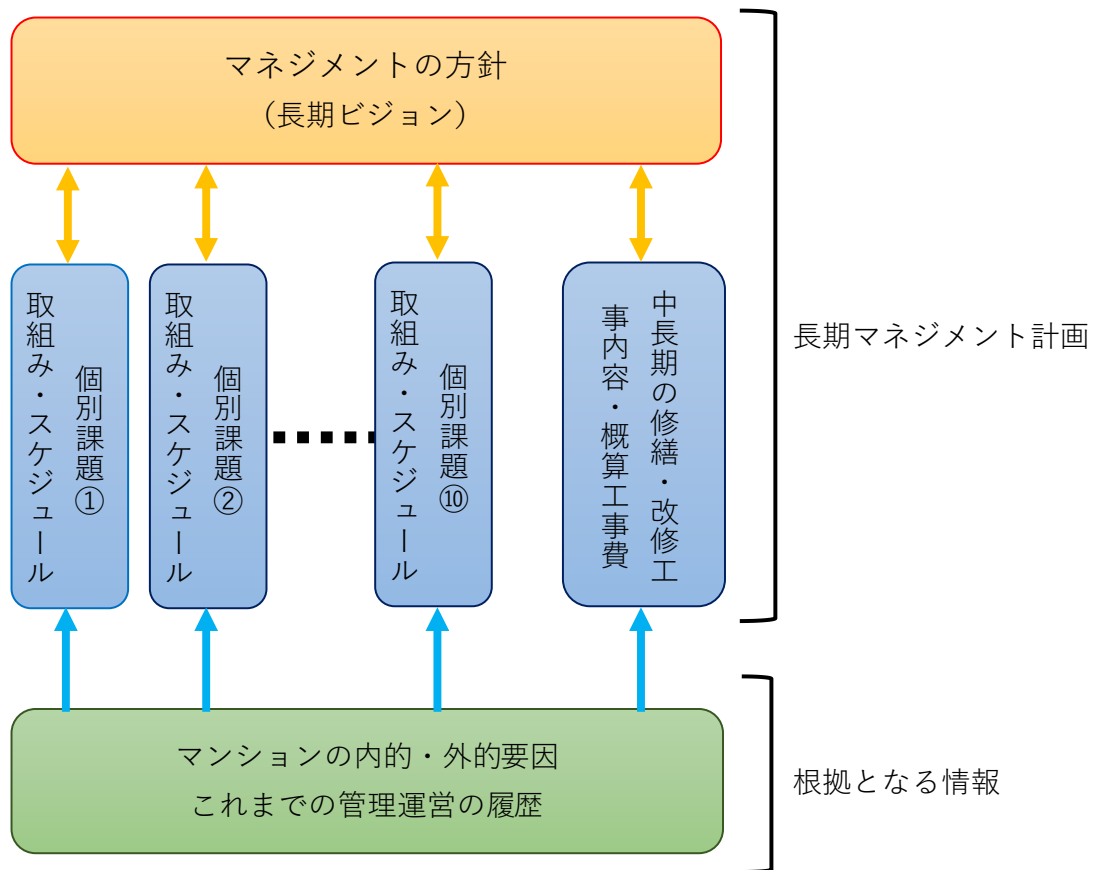 マネジメントの方針
（長期ビジョン）
個別課題①
取組み・スケジュール
個別課題②
取組み・スケジュール
個別課題⑩
取組み・スケジュール
中長期の修繕・改修工
事内容・概算工事費
長期マネジメント計画
マンションの内的・外的要因
これまでの管理運営の履歴
根拠となる情報